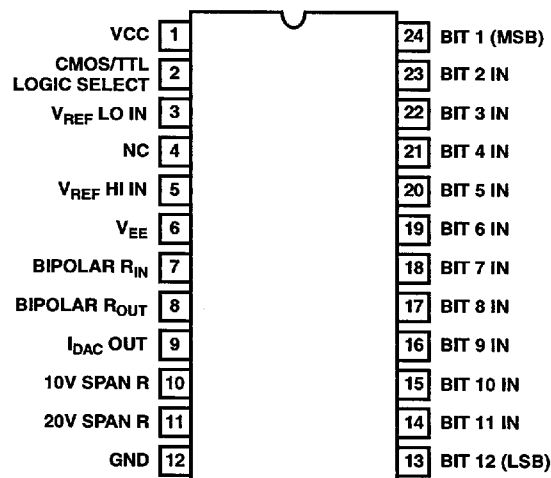 VCC 1 24 BIT 1 (MSB)
CMOS/TTL
LOGIC SELECT 2 23 BIT 2 IN
VREF LO IN 3 22 BIT 3 IN
NC 4 21 BIT 4 IN
VREF HI IN 5 20 BIT 5 IN
VEE 6 19 BIT 6 IN
BIPOLAR RIN 7 18 BIT 7 IN
BIPOLAR ROUT 8 17 BIT 8 IN
IDAC OUT 9 16 BIT 9 IN
10V SPAN R 10 15 BIT 10 IN
20V SPAN R 11 14 BIT 11 IN
GND 12 13 BIT 12 (LSB)